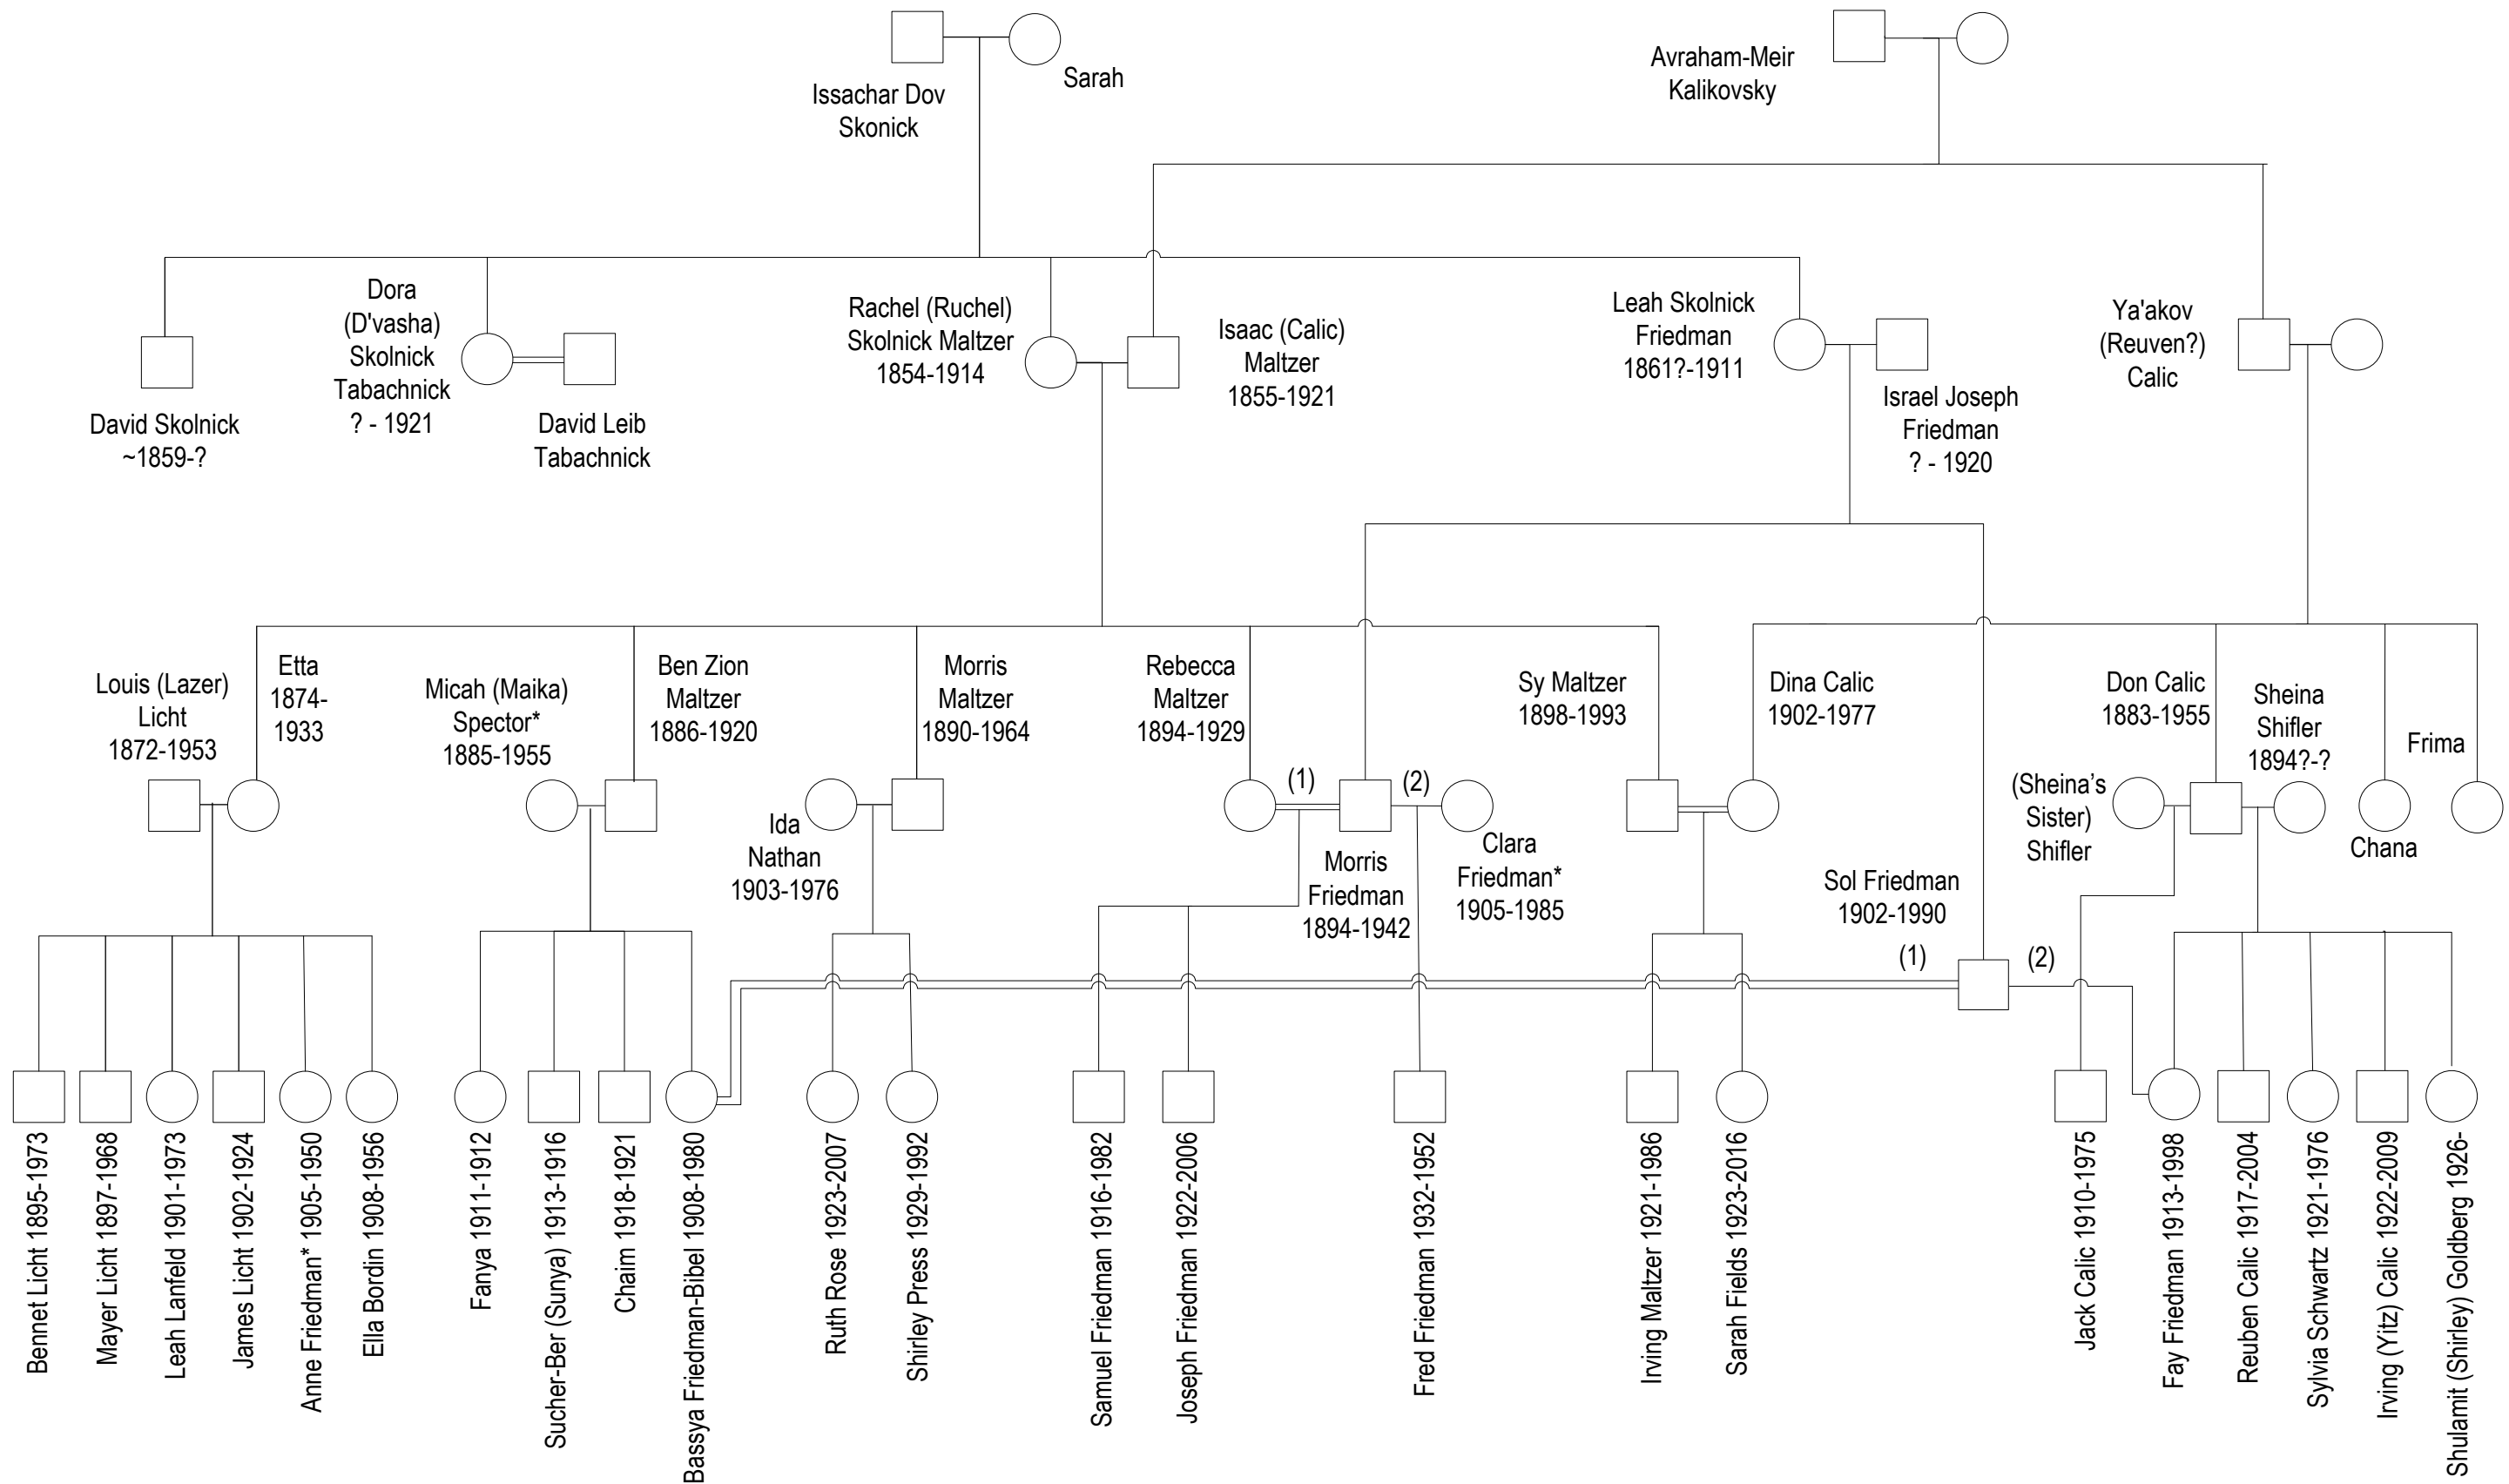 Issachar Dov
Skonick
Sarah
Avraham-Meir
Kalikovsky
David Skolnick
~1859-?
Dora
(D'vasha)
Skolnick
Tabachnick
? - 1921
David Leib
Tabachnick
Rachel (Ruchel)
Skolnick Maltzer
1854-1914
Isaac (Calic)
Maltzer
1855-1921
Leah Skolnick
Friedman
1861?-1911
Israel Joseph
Friedman
? - 1920
Ya'akov
(Reuven?)
Calic
Louis (Lazer)
Licht
1872-1953
Etta
1874-
1933
Micah (Maika)
Spector*
1885-1955
Ben Zion
Maltzer
1886-1920
Ida
Nathan
1903-1976
Morris
Maltzer
1890-1964
Rebecca
Maltzer
1894-1929
(1)
(2)
Morris
Friedman
1894-1942
Clara
Friedman*
1905-1985
Sy Maltzer
1898-1993
Dina Calic
1902-1977
Sol Friedman
1902-1990
(1)
(2)
(Sheina’s
Sister)
Shifler
Don Calic
1883-1955
Sheina
Shifler
1894?-?
Chana
Frima
Bennet Licht 1895-1973
Mayer Licht 1897-1968
Leah Lanfeld 1901-1973
James Licht 1902-1924
Anne Friedman* 1905-1950
Ella Bordin 1908-1956
Fanya 1911-1912
Sucher-Ber (Sunya) 1913-1916
Chaim 1918-1921
Bassya Friedman-Bibel 1908-1980
Ruth Rose 1923-2007
Shirley Press 1929-1992
Samuel Friedman 1916-1982
Joseph Friedman 1922-2006
Fred Friedman 1932-1952
Irving Maltzer 1921-1986
Sarah Fields 1923-2016
Jack Calic 1910-1975
Fay Friedman 1913-1998
Reuben Calic 1917-2004
Sylvia Schwartz 1921-1976
Irving (Yitz) Calic 1922-2009
Shulamit (Shirley) Goldberg 1926-